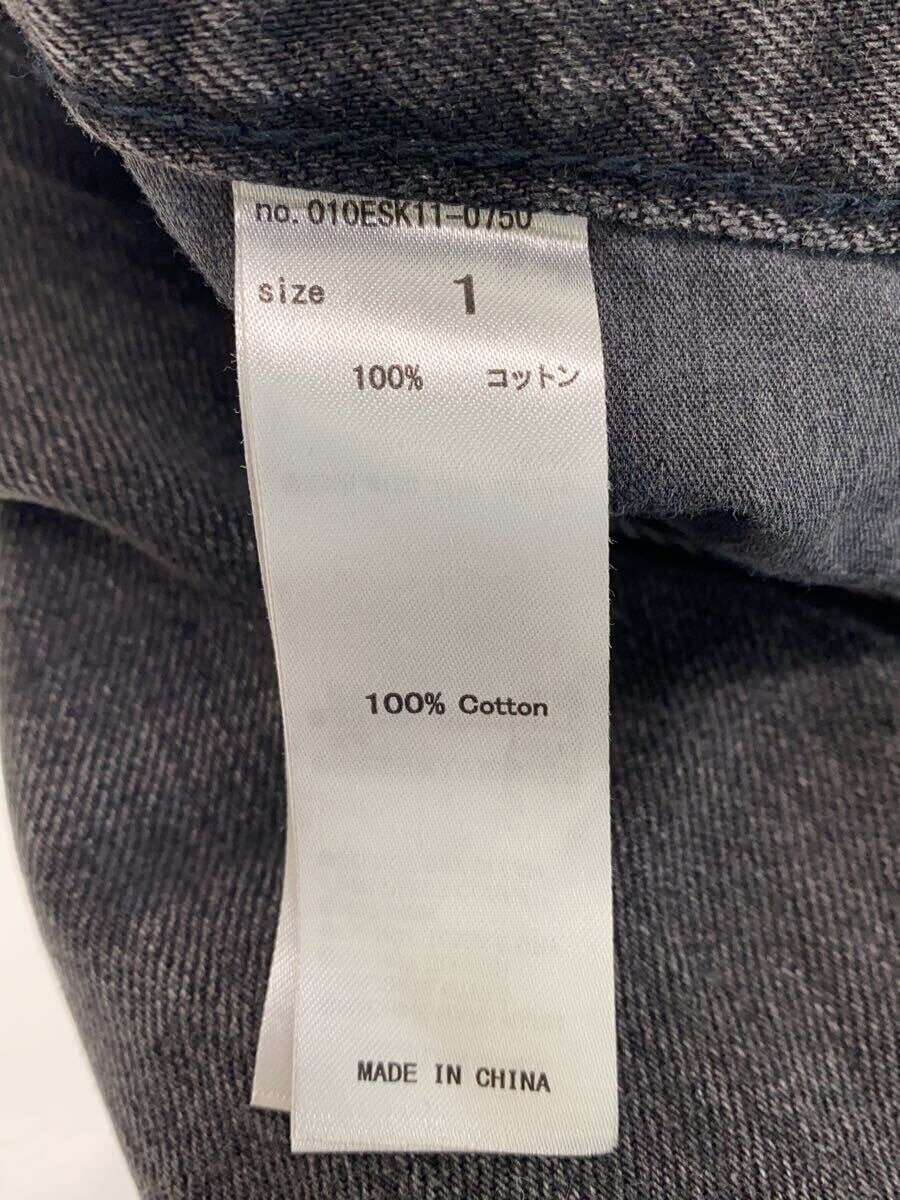 no. 010ESK11-0750
size 1
100% コットン
100% Cotton
MADE IN CHINA